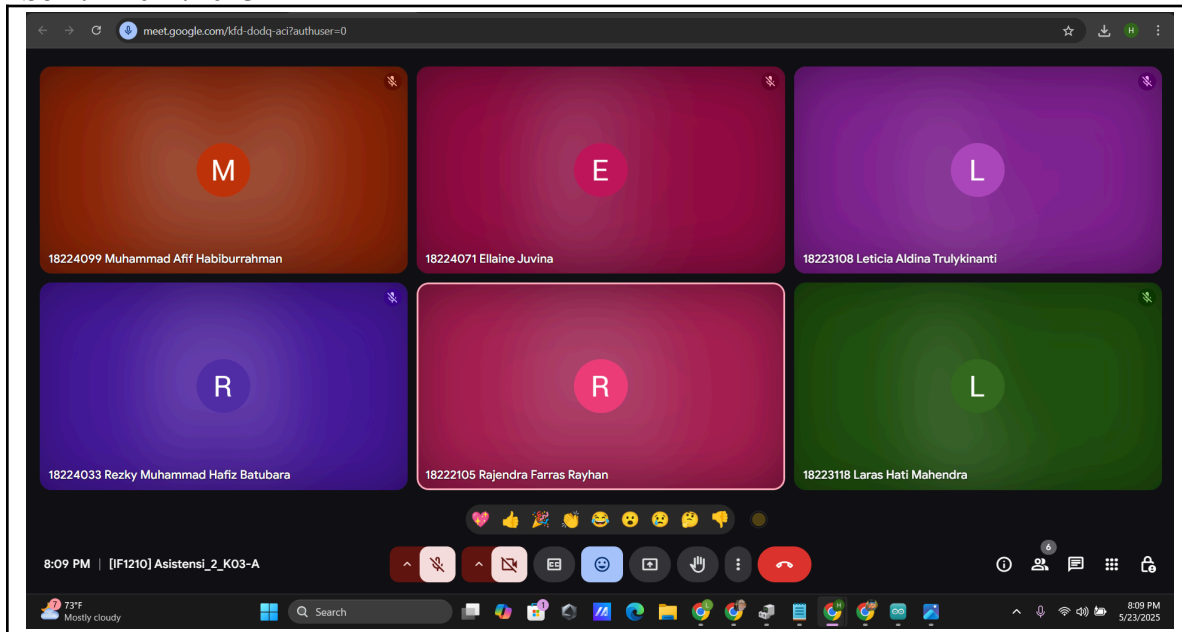 meet.google.com/kfd-dodq-aci?authuser=0
H
M
18224099 Muhammad Afif Habiburrahman
E
18224071 Ellaine Juvina
L
18223108 Leticia Aldina Trulykinanti
R
18224033 Rezky Muhammad Hafiz Batubara
R
18222105 Rajendra Farras Rayhan
L
18223118 Laras Hati Mahendra
8:09 PM | [IF1210] Asistensi_2_K03-A
6
73°F
Mostly cloudy
Search
8:09 PM
5/23/2025